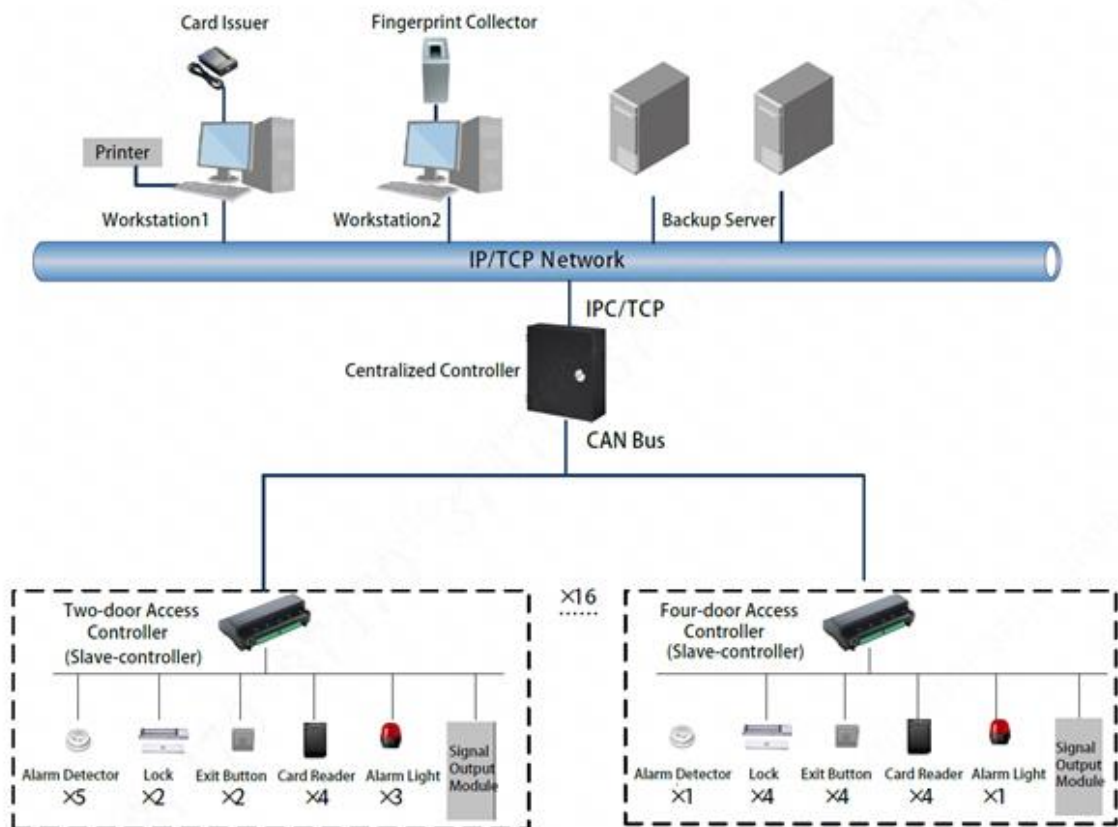 Card Issuer
Fingerprint Collector
Printer
Workstation1
Workstation2
Backup Server
IP/TCP Network
IPC/TCP
Centralized Controller
CAN Bus
×16
Two-door Access
Controller
(Slave-controller)
Alarm Detector
×5
Lock
×2
Exit Button
×2
Card Reader
×4
Alarm Light
×3
Signal
Output
Module
Four-door Access
Controller
(Slave-controller)
Alarm Detector
×1
Lock
×4
Exit Button
×4
Card Reader
×4
Alarm Light
×1
Signal
Output
Module